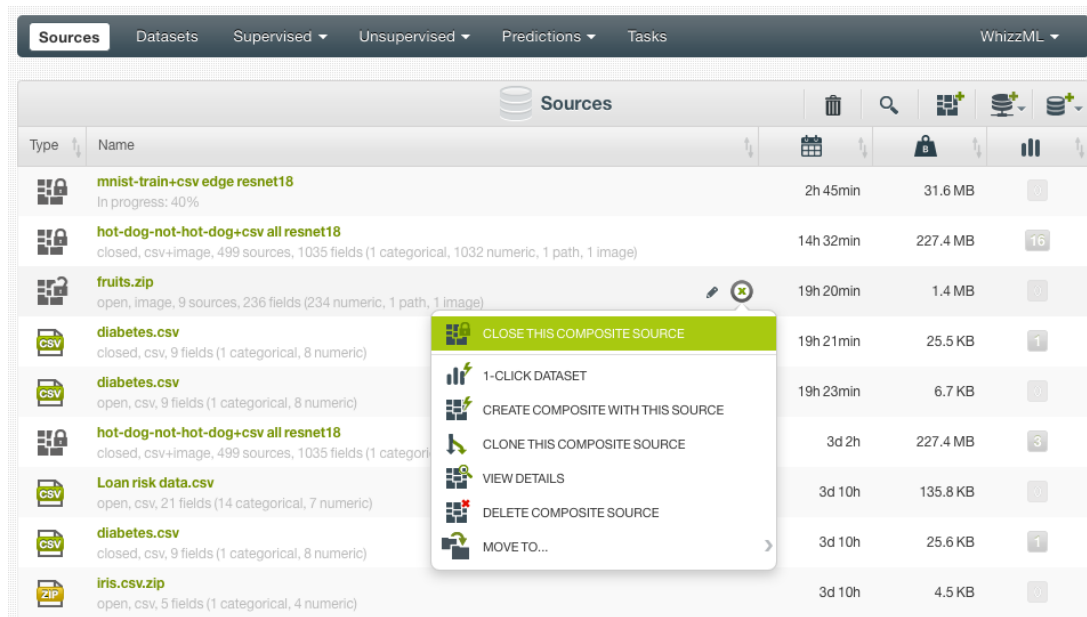 Sources Datasets Supervised Unsupervised Predictions Tasks WhizzML
Sources
Type Name
B
mnist-train+csv edge resnet18
In progress: 40%
2h 45min 31.6 MB 0
hot-dog-not-hot-dog+csv all resnet18
closed, csv+image, 499 sources, 1035 fields (1 categorical, 1032 numeric, 1 path, 1 image)
14h 32min 227.4 MB 16
fruits.zip
open, image, 9 sources, 236 fields (234 numeric, 1 path, 1 image)
19h 20min 1.4 MB 0
CSV
diabetes.csv
closed, csv, 9 fields (1 categorical, 8 numeric)
19h 21min 25.5 KB 1
CSV
diabetes.csv
open, csv, 9 fields (1 categorical, 8 numeric)
19h 23min 6.7 KB 0
hot-dog-not-hot-dog+csv all resnet18
closed, csv+image, 499 sources, 1035 fields (1 categori
3d 2h 227.4 MB 3
CSV
Loan risk data.csv
open, csv, 21 fields (14 categorical, 7 numeric)
3d 10h 135.8 KB 0
CSV
diabetes.csv
closed, csv, 9 fields (1 categorical, 8 numeric)
3d 10h 25.6 KB 1
ZIP
iris.csv.zip
open, csv, 5 fields (1 categorical, 4 numeric)
3d 10h 4.5 KB 0
CLOSE THIS COMPOSITE SOURCE
1-CLICK DATASET
CREATE COMPOSITE WITH THIS SOURCE
CLONE THIS COMPOSITE SOURCE
VIEW DETAILS
DELETE COMPOSITE SOURCE
MOVE TO...